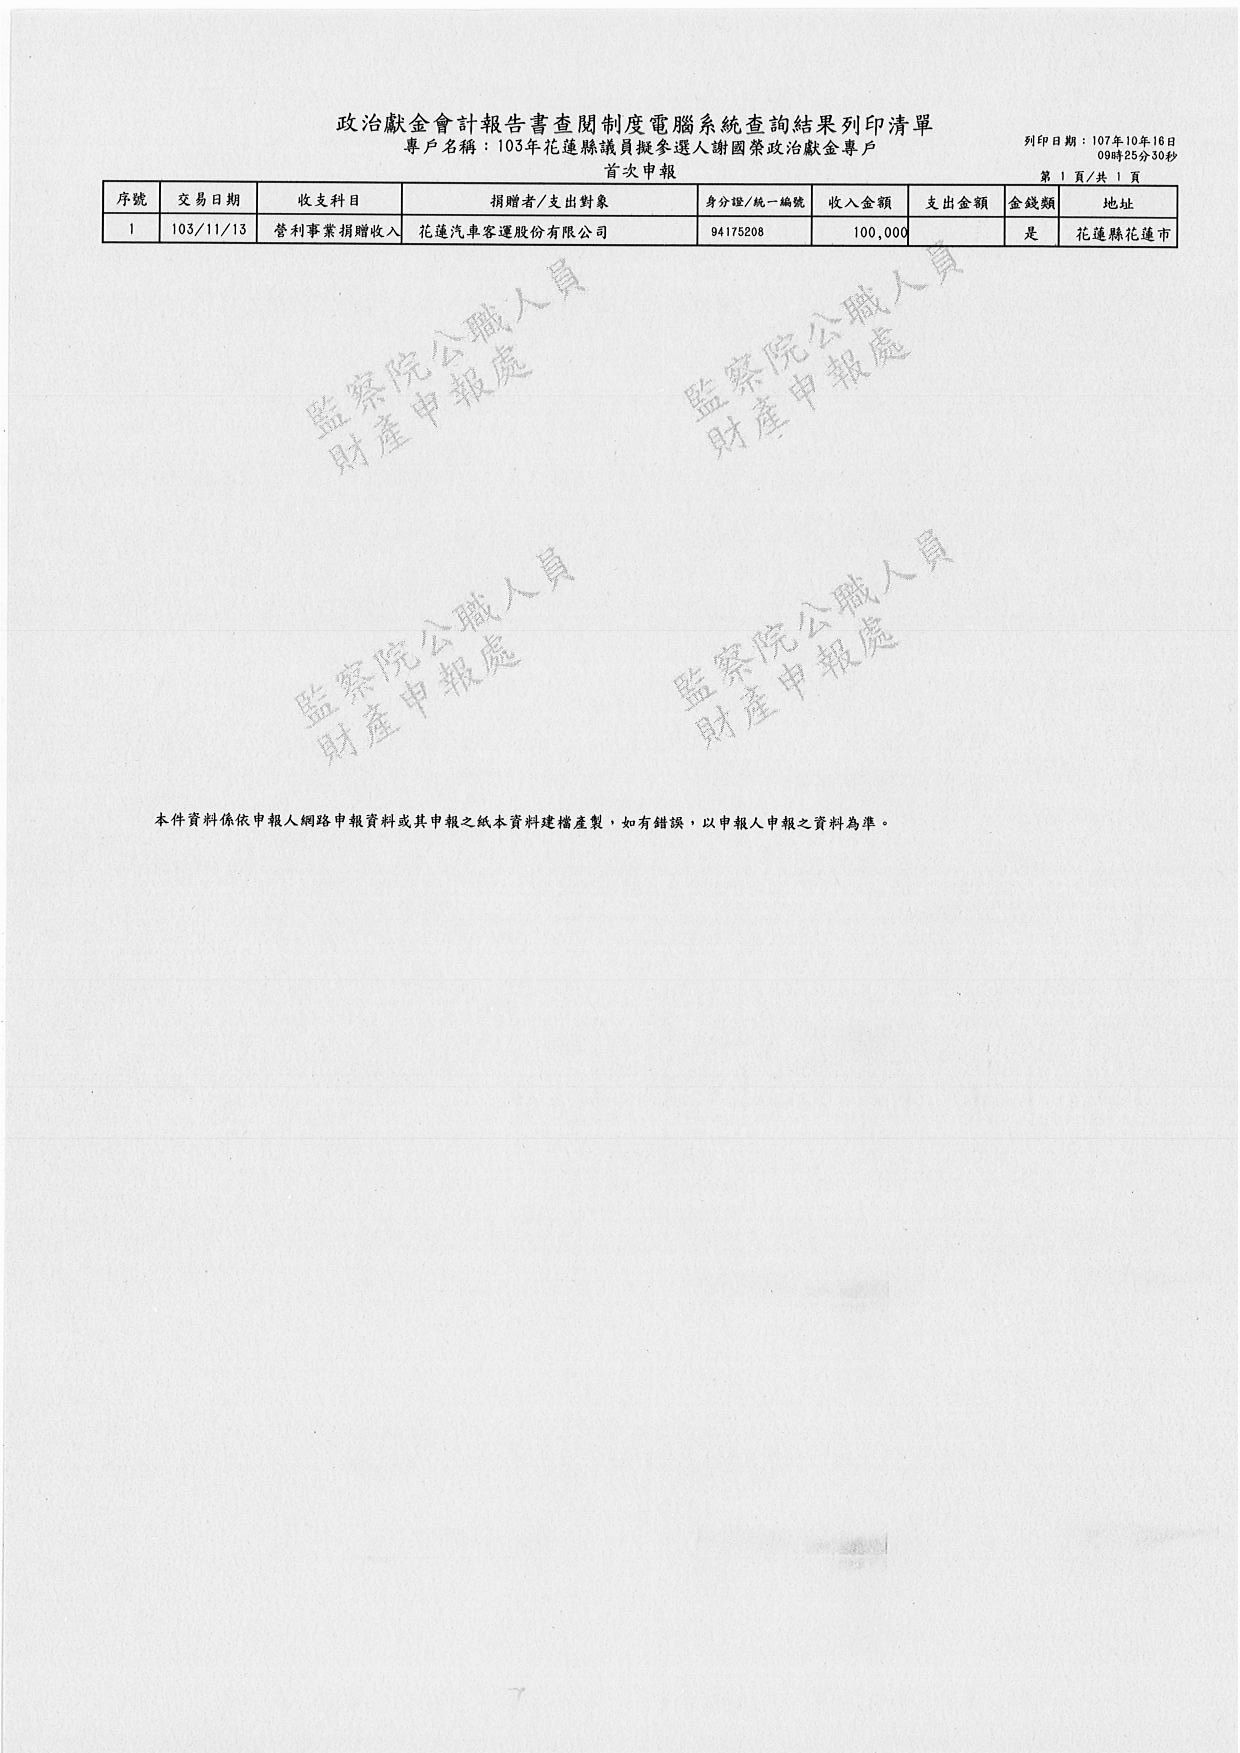 政治獻金會計報告書查閱制度電腦系統查詢結果列印清單
專戶名稱：103年花蓮縣議員擬參選人謝國榮政治獻金專戶
列印日期：107年10月16日
09時25分30秒
首次申報
第 1 頁/共 1 頁
序號 交易日期 收支科目 捐贈者/支出對象 身分證/統一編號 收入金額 支出金額 金錢類 地址
1 103/11/13 營利事業捐贈收入 花蓮汽車客運股份有限公司 94175208 100,000 是 花蓮縣花蓮市
監察院公職人員
財產申報處
監察院公職人員
財產申報處
監察院公職人員
財產申報處
監察院公職人員
財產申報處
本件資料係依申報人網路申報資料或其申報之紙本資料建檔產製，如有錯誤，以申報人申報之資料為準。